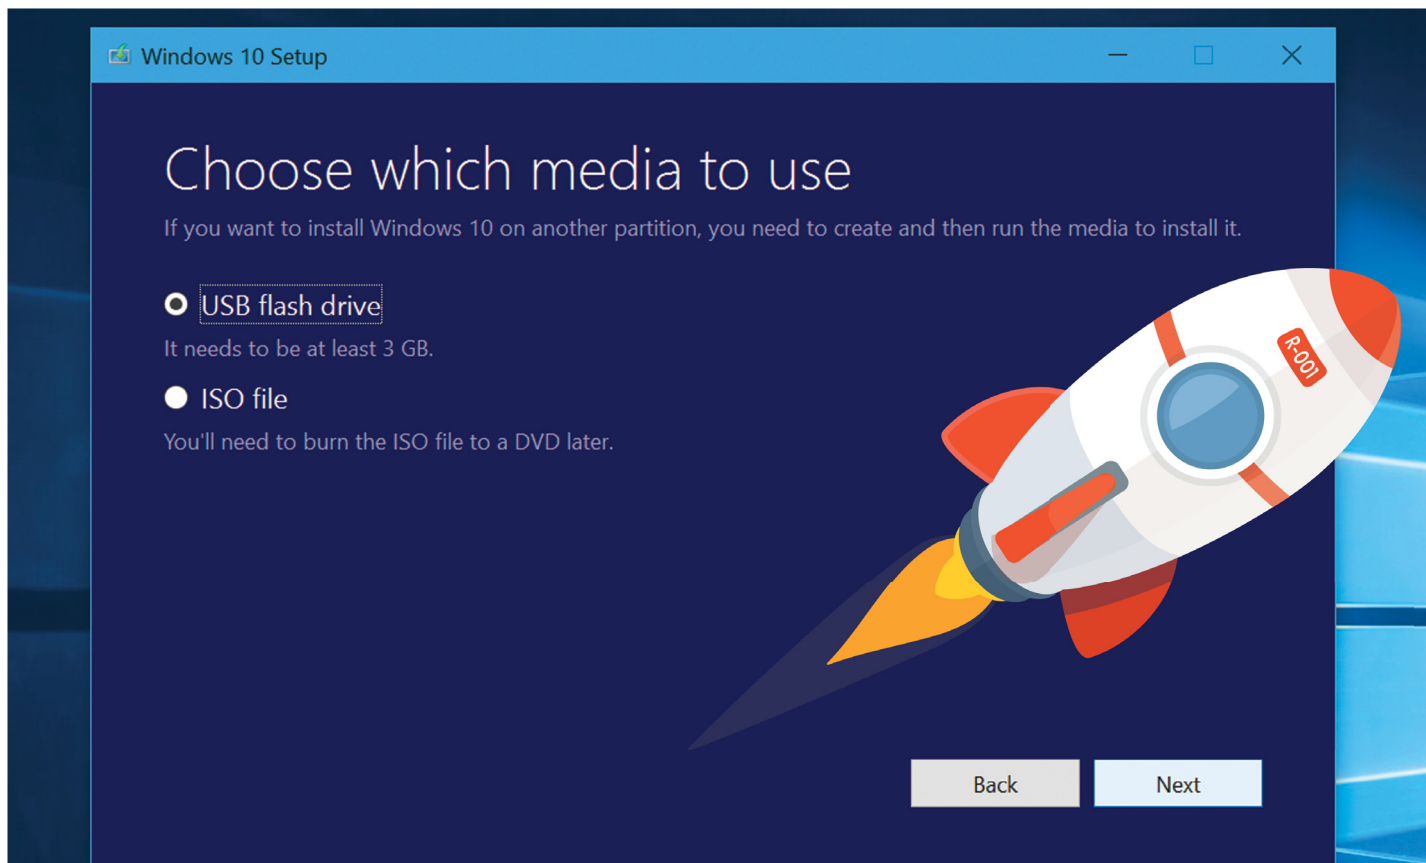 Windows 10 Setup
Choose which media to use
If you want to install Windows 10 on another partition, you need to create and then run the media to install it.
USB flash drive
It needs to be at least 3 GB.
ISO file
You'll need to burn the ISO file to a DVD later.
R-001
Back
Next